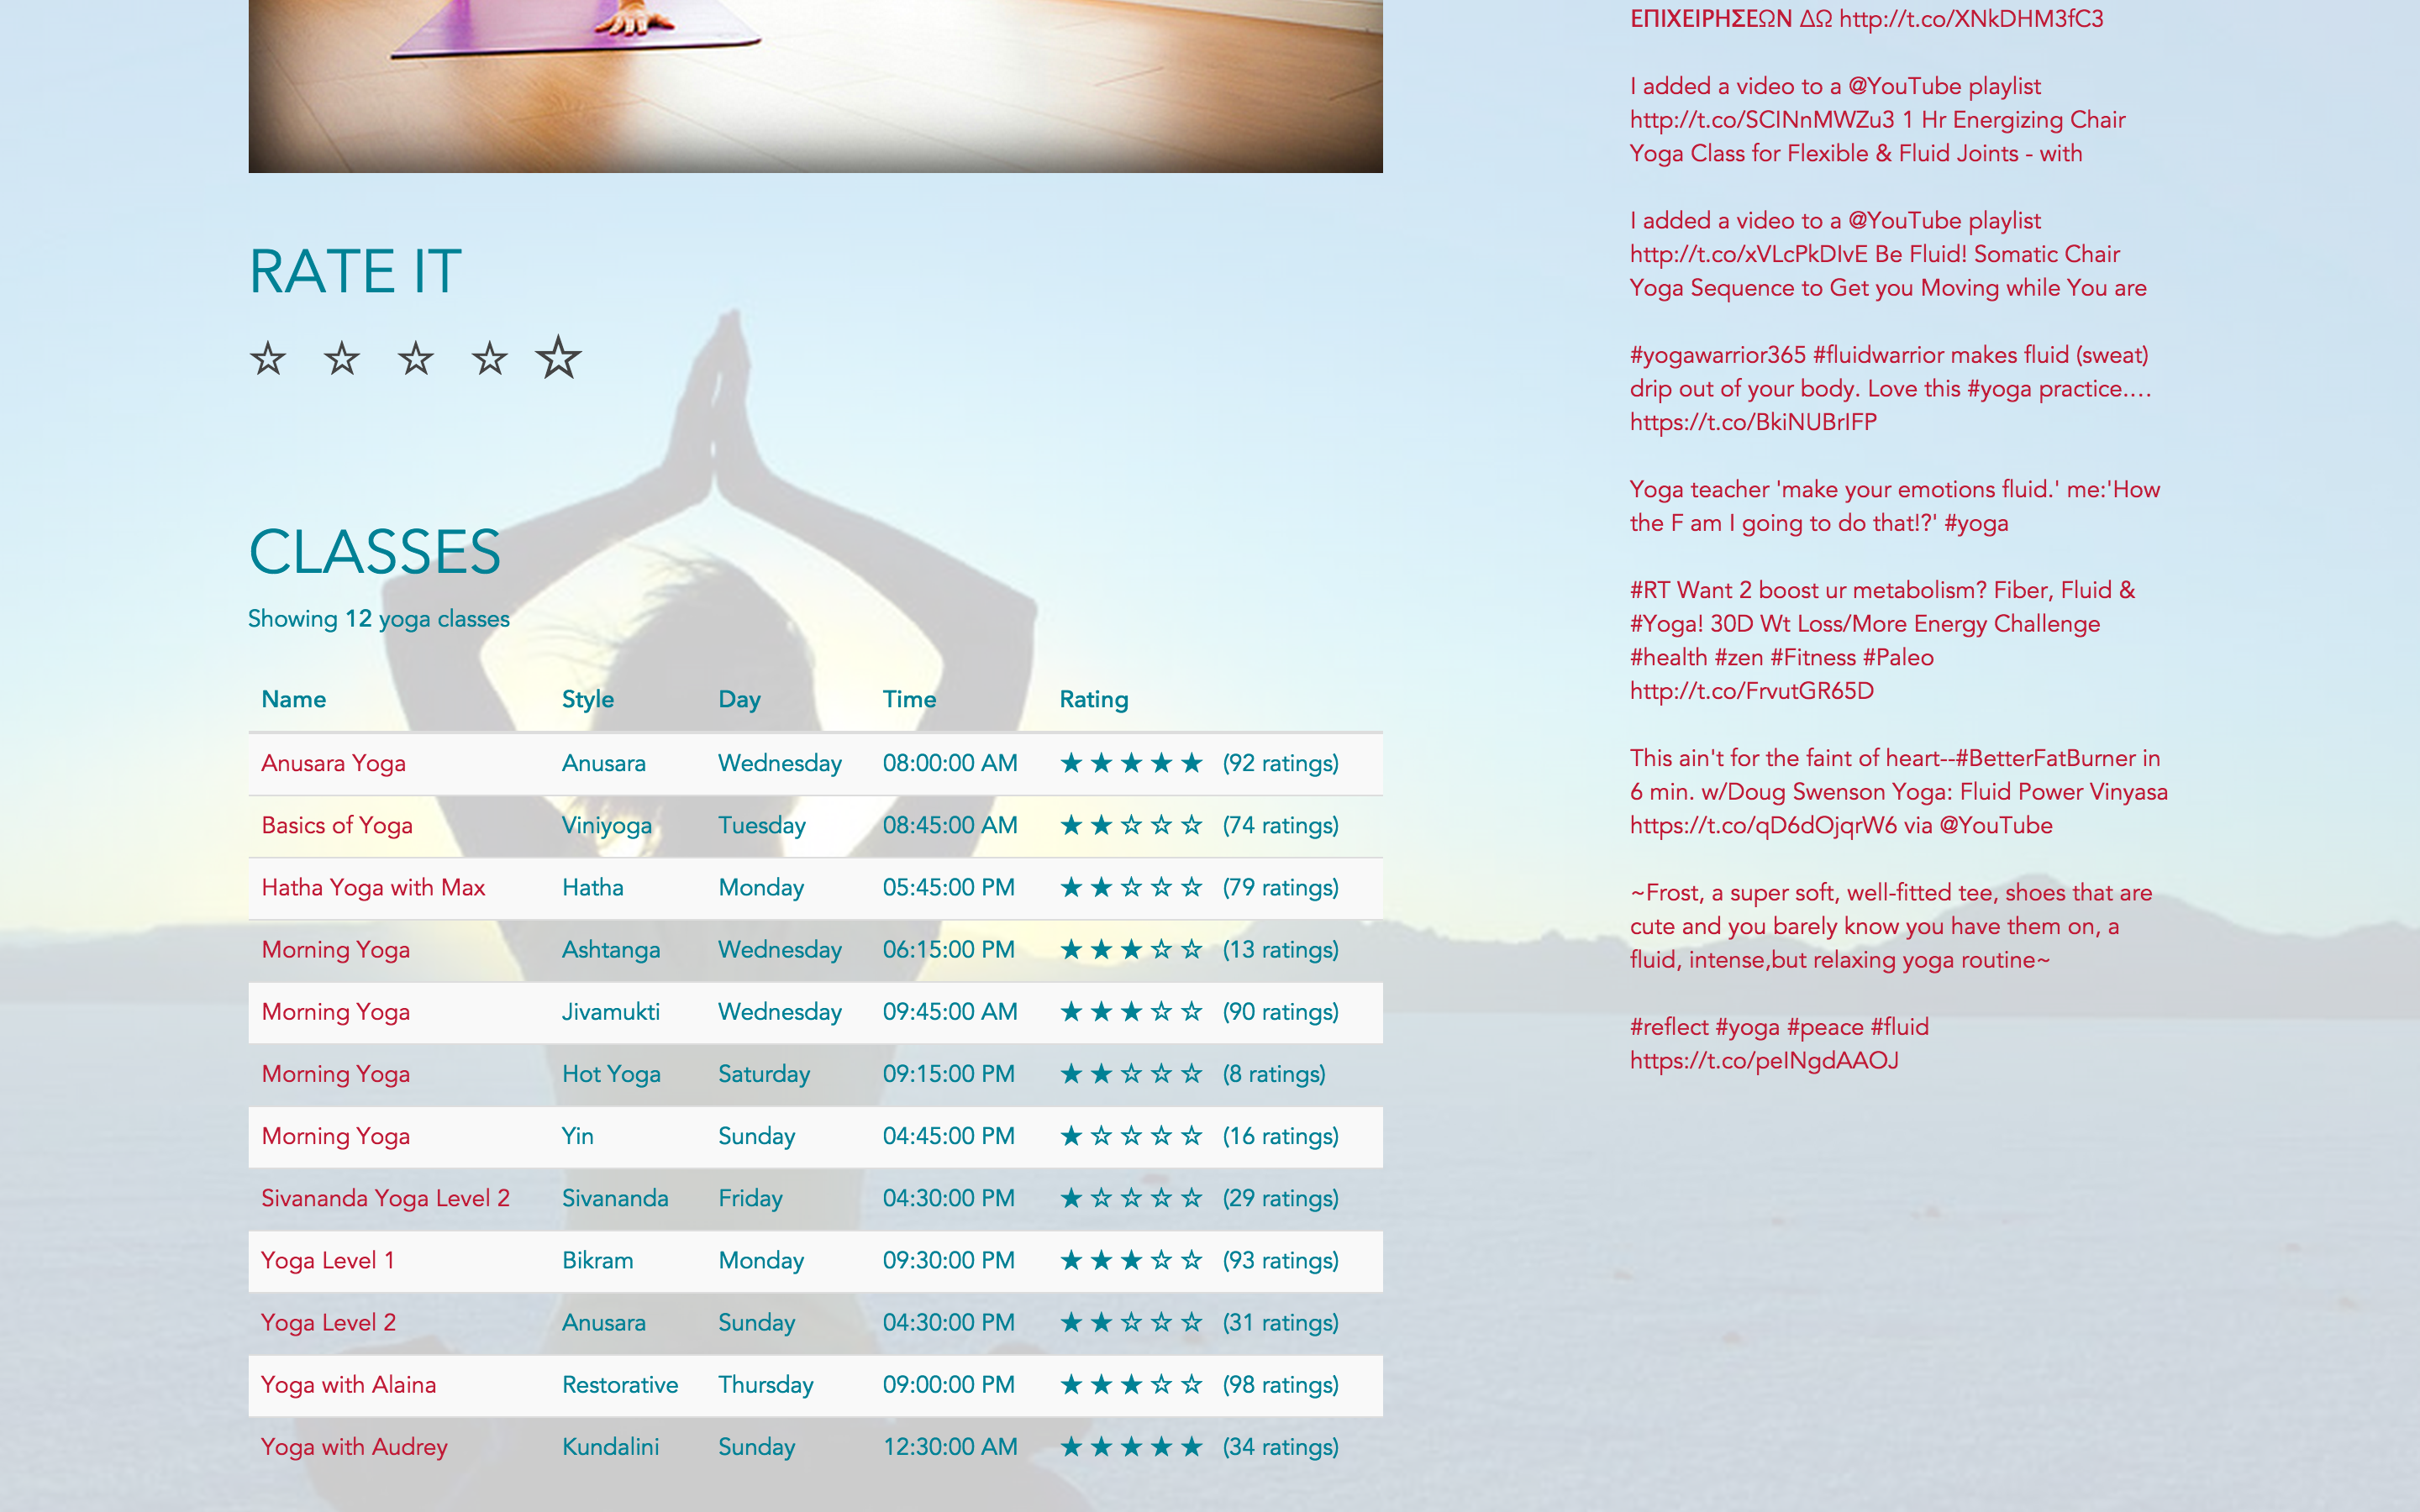 RATE IT
☆ ☆ ☆ ☆ ☆
CLASSES
Showing 12 yoga classes
Name Style Day Time Rating
Anusara Yoga Anusara Wednesday 08:00:00 AM ★ ★ ★ ★ ★ (92 ratings)
Basics of Yoga Viniyoga Tuesday 08:45:00 AM ★ ★ ☆ ☆ ☆ (74 ratings)
Hatha Yoga with Max Hatha Monday 05:45:00 PM ★ ★ ☆ ☆ ☆ (79 ratings)
Morning Yoga Ashtanga Wednesday 06:15:00 PM ★ ★ ★ ☆ ☆ (13 ratings)
Morning Yoga Jivamukti Wednesday 09:45:00 AM ★ ★ ★ ☆ ☆ (90 ratings)
Morning Yoga Hot Yoga Saturday 09:15:00 PM ★ ★ ☆ ☆ ☆ (8 ratings)
Morning Yoga Yin Sunday 04:45:00 PM ★ ☆ ☆ ☆ ☆ (16 ratings)
Sivananda Yoga Level 2 Sivananda Friday 04:30:00 PM ★ ☆ ☆ ☆ ☆ (29 ratings)
Yoga Level 1 Bikram Monday 09:30:00 PM ★ ★ ★ ☆ ☆ (93 ratings)
Yoga Level 2 Anusara Sunday 04:30:00 PM ★ ★ ☆ ☆ ☆ (31 ratings)
Yoga with Alaina Restorative Thursday 09:00:00 PM ★ ★ ★ ☆ ☆ (98 ratings)
Yoga with Audrey Kundalini Sunday 12:30:00 AM ★ ★ ★ ★ ★ (34 ratings)
ΕΠΙΧΕΙΡΗΣΕΩΝ ΔΩ http://t.co/XNkDHM3fC3
I added a video to a @YouTube playlist
http://t.co/SCINnMWZu3 1 Hr Energizing Chair
Yoga Class for Flexible & Fluid Joints - with
I added a video to a @YouTube playlist
http://t.co/xVLcPkDIvE Be Fluid! Somatic Chair
Yoga Sequence to Get you Moving while You are
#yogawarrior365 #fluidwarrior makes fluid (sweat)
drip out of your body. Love this #yoga practice.…
https://t.co/BkiNUBrIFP
Yoga teacher 'make your emotions fluid.' me:'How
the F am I going to do that!?' #yoga
#RT Want 2 boost ur metabolism? Fiber, Fluid &
#Yoga! 30D Wt Loss/More Energy Challenge
#health #zen #Fitness #Paleo
http://t.co/FrvutGR65D
This ain't for the faint of heart--#BetterFatBurner in
6 min. w/Doug Swenson Yoga: Fluid Power Vinyasa
https://t.co/qD6dOjqrW6 via @YouTube
~Frost, a super soft, well-fitted tee, shoes that are
cute and you barely know you have them on, a
fluid, intense,but relaxing yoga routine~
#reflect #yoga #peace #fluid
https://t.co/peINgdAAOJ